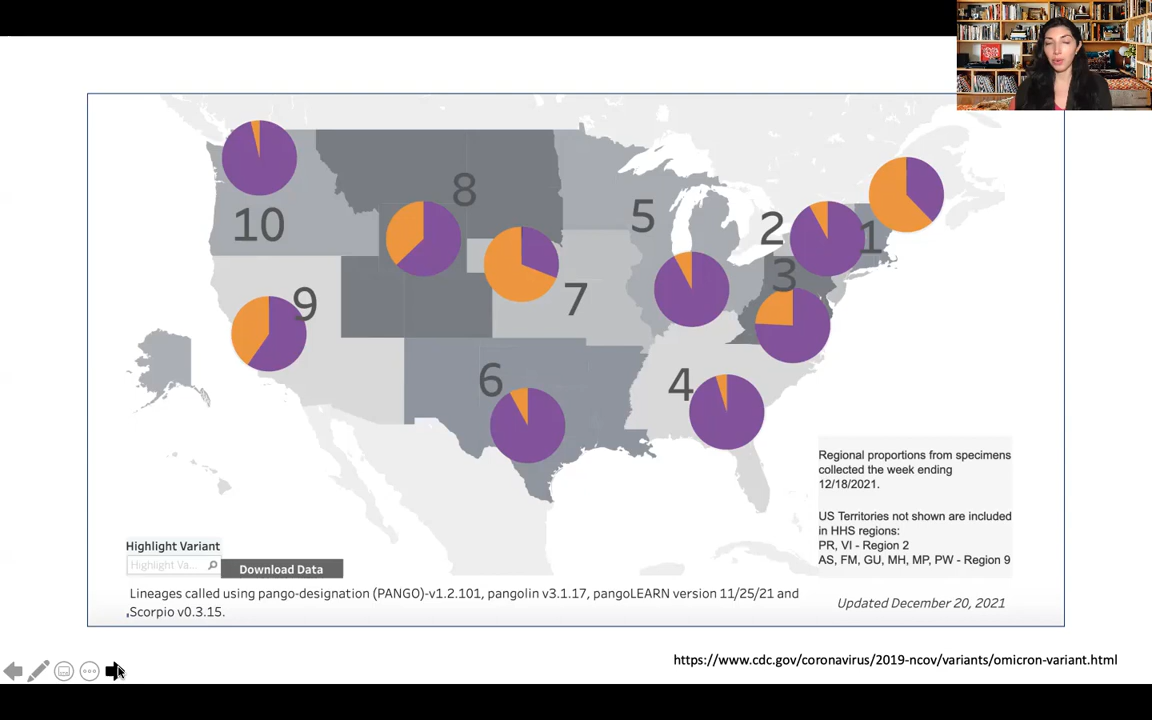 8
10
5
2
1
3
9
7
6
4
Regional proportions from specimens
collected the week ending
12/18/2021.
US Territories not shown are included
in HHS regions:
PR, VI - Region 2
AS, FM, GU, MH, MP, PW - Region 9
Highlight Variant
Highlight Va...
Download Data
Lineages called using pango-designation (PANGO)-v1.2.101, pangolin v3.1.17, pangoLEARN version 11/25/21 and
Scorpio v0.3.15.
Updated December 20, 2021
https://www.cdc.gov/coronavirus/2019-ncov/variants/omicron-variant.html